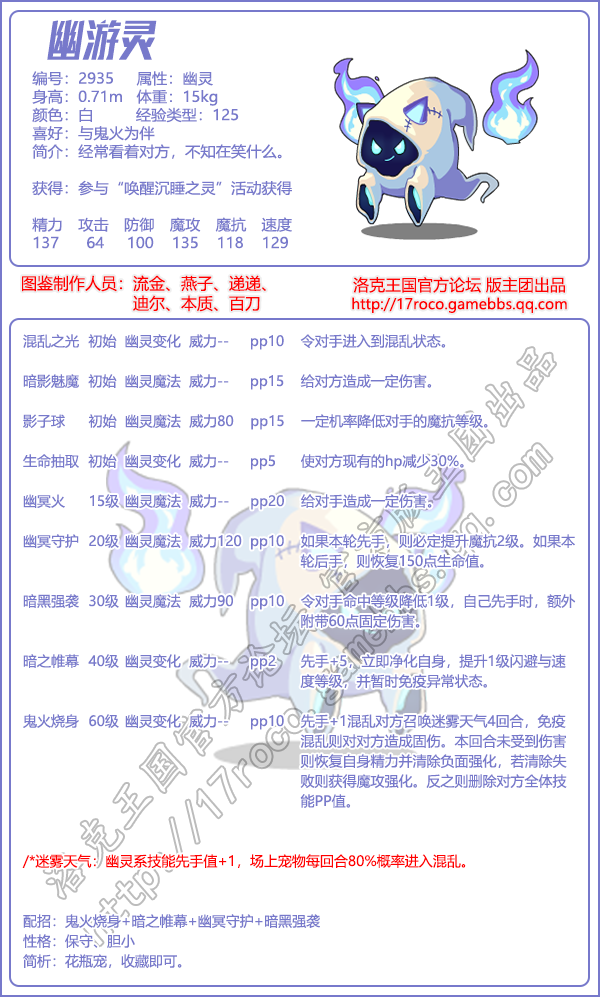 幽游灵
编号：2935 属性：幽灵
身高：0.71m 体重：15kg
颜色：白 经验类型：125
喜好：与鬼火为伴
简介：经常看着对方，不知在笑什么。
获得：参与“唤醒沉睡之灵”活动获得
精力 攻击 防御 魔攻 魔抗 速度
137 64 100 135 118 129
图鉴制作人员：流金、燕子、递递、
迪尔、本质、百刀
洛克王国官方论坛 版主团出品
http://17roco.gamebbs.qq.com
混乱之光 初始 幽灵变化 威力-- pp10 令对手进入到混乱状态。
暗影魅魔 初始 幽灵魔法 威力-- pp15 给对方造成一定伤害。
影子球 初始 幽灵魔法 威力80 pp15 一定机率降低对手的魔抗等级。
生命抽取 初始 幽灵变化 威力-- pp5 使对方现有的hp减少30%。
幽冥火 15级 幽灵魔法 威力-- pp20 给对手造成一定伤害。
幽冥守护 20级 幽灵魔法 威力120 pp10 如果本轮先手，则必定提升魔抗2级。如果本
轮后手，则恢复150点生命值。
暗黑强袭 30级 幽灵魔法 威力90 pp10 令对手命中等级降低1级，自己先手时，额外
附带60点固定伤害。
暗之帷幕 40级 幽灵变化 威力-- pp2 先手+5，立即净化自身，提升1级闪避与速
度等级，并暂时免疫异常状态。
鬼火烧身 60级 幽灵变化 威力-- pp10 先手+1混乱对方召唤迷雾天气4回合，免疫
混乱则对对方造成固伤。本回合未受到伤害
则恢复自身精力并清除负面强化，若清除失
败则获得魔攻强化。反之则删除对方全体技
能PP值。
/*迷雾天气：幽灵系技能先手值+1，场上宠物每回合80%概率进入混乱。
配招：鬼火烧身+暗之帷幕+幽冥守护+暗黑强袭
性格：保守、胆小
简析：花瓶宠，收藏即可。
洛克王国官方论坛 官方版主团出品
http://17roco.gamebbs.qq.com